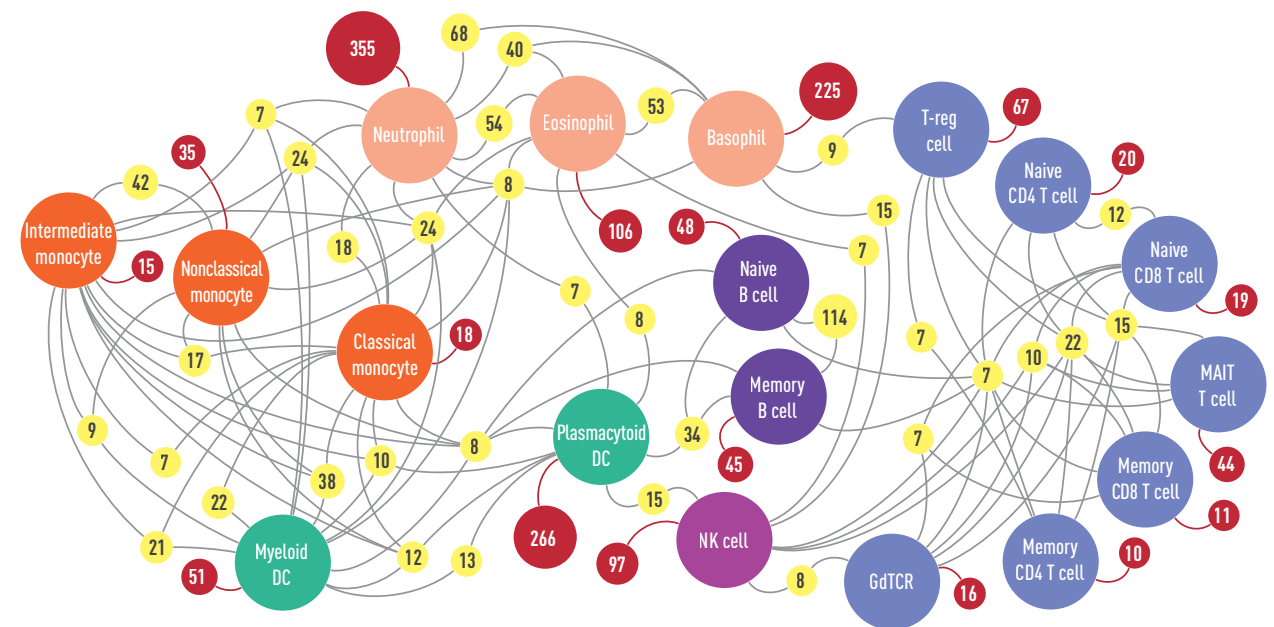 68
355
40
7
54
Neutrophil
Eosinophil
53
Basophil
225
9
T-reg
cell
67
35
24
42
8
Naive
CD4 T cell
20
12
Intermediate
monocyte
15
Nonclassical
monocyte
18
24
106
48
15
7
Naive
B cell
Naive
CD8 T cell
19
7
8
114
Classical
monocyte
18
17
7
10
22
15
7
MAIT
T cell
44
Memory
B cell
45
34
9
7
22
38
10
8
Plasmacytoid
DC
266
15
7
Memory
CD8 T cell
11
21
51
Myeloid
DC
12
13
97
NK cell
8
GdTCR
16
Memory
CD4 T cell
10